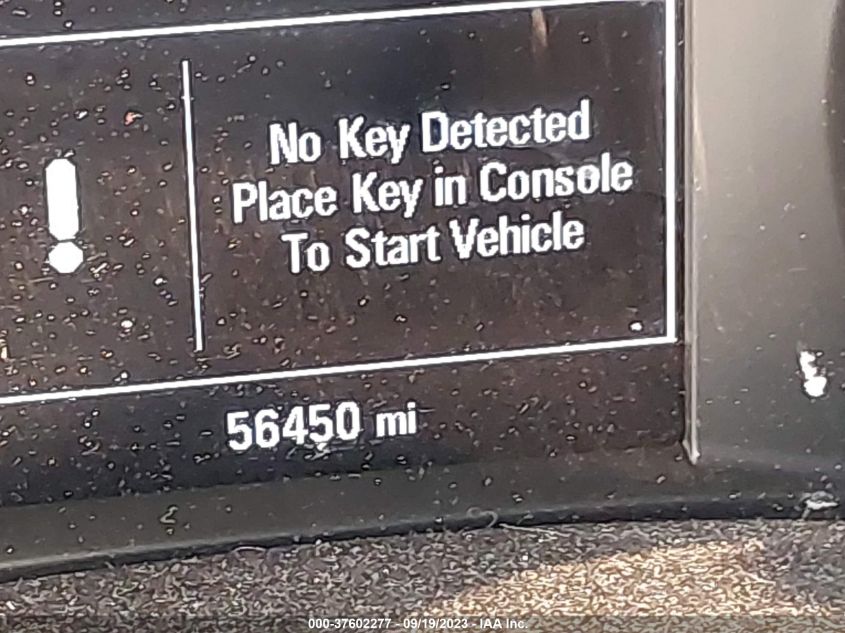 No Key Detected
Place Key in Console
To Start Vehicle
56450 mi
000-37602277 - 09/19/2023 - IAA Inc.